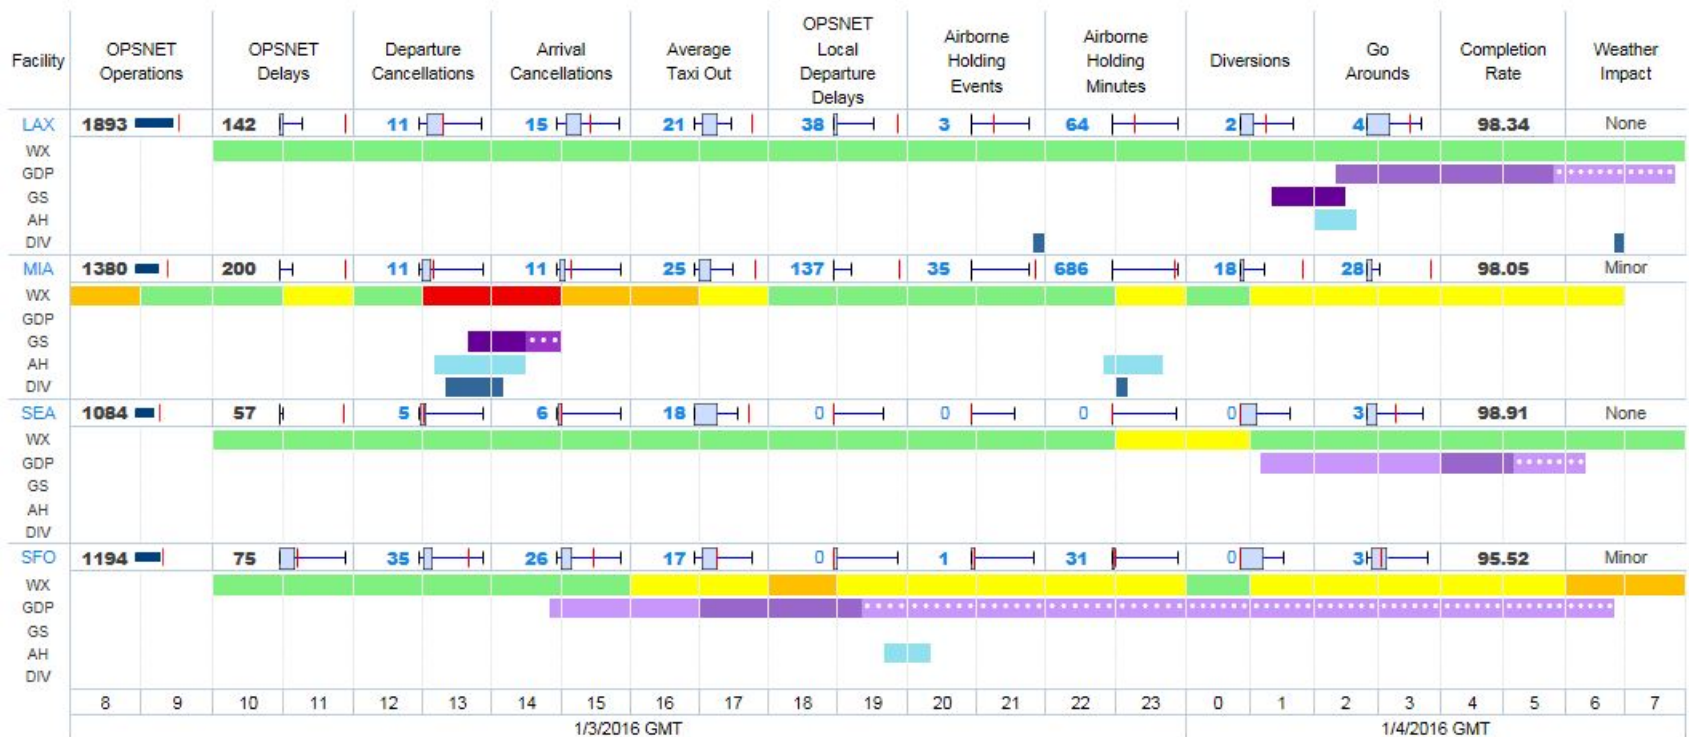 Facility OPSNET Operations OPSNET Delays Departure Cancellations Arrival Cancellations Average Taxi Out OPSNET Local Departure Delays Airborne Holding Events Airborne Holding Minutes Diversions Go Arounds Completion Rate Weather Impact
LAX 1893 142 11 15 21 38 3 64 2 4 98.34 None
WX
GDP
GS
AH
DIV
MIA 1380 200 11 11 25 137 35 686 18 28 98.05 Minor
WX
GDP
GS
AH
DIV
SEA 1084 57 5 6 18 0 0 0 0 3 98.91 None
WX
GDP
GS
AH
DIV
SFO 1194 75 35 26 17 0 1 31 0 3 95.52 Minor
WX
GDP
GS
AH
DIV
8 9 10 11 12 13 14 15 16 17 18 19 20 21 22 23 0 1 2 3 4 5 6 7
1/3/2016 GMT 1/4/2016 GMT